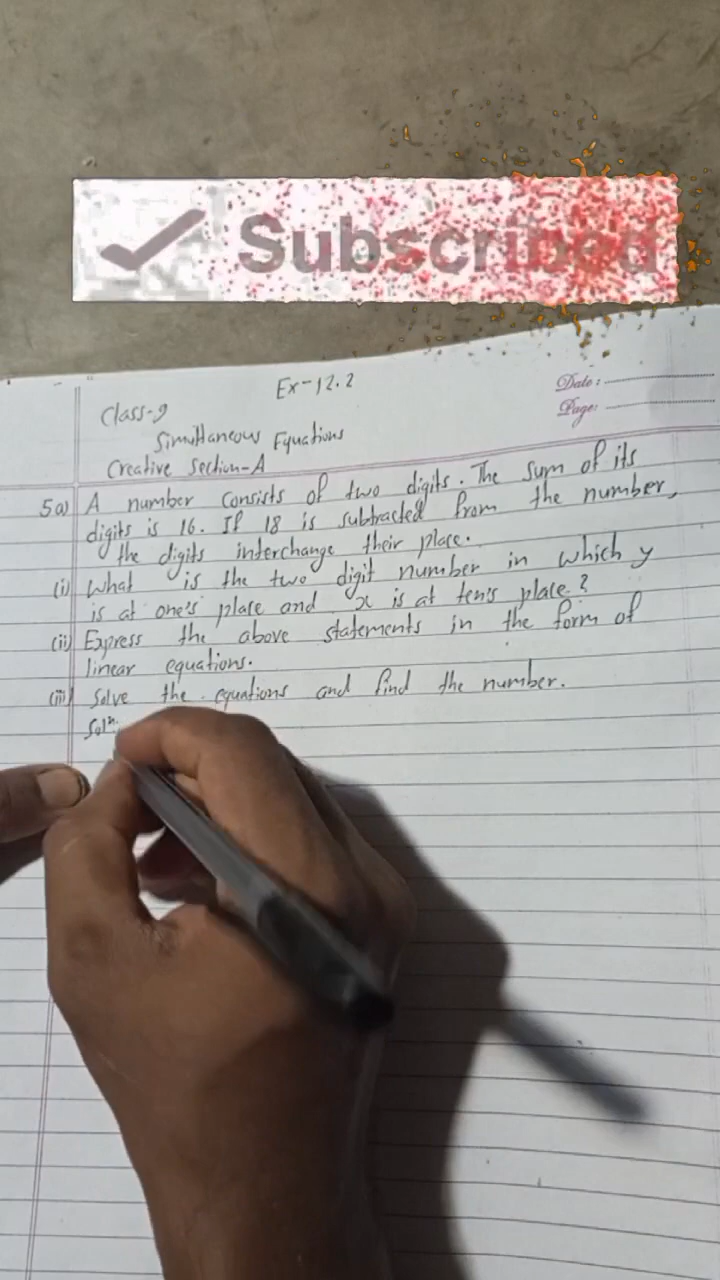 Subscribed
Ex-12.2
Date:
Class-9
Page:
Simultaneous Equations
Creative Section-A
5a) A number consists of two digits. The sum of its
digits is 16. If 18 is subtracted from the number,
the digits interchange their place.
(i) What is the two digit number in which y
is at one's place and x is at ten's place?
(ii) Express the above statements in the form of
linear equations.
(iii) Solve the equations and find the number.
Solⁿ: